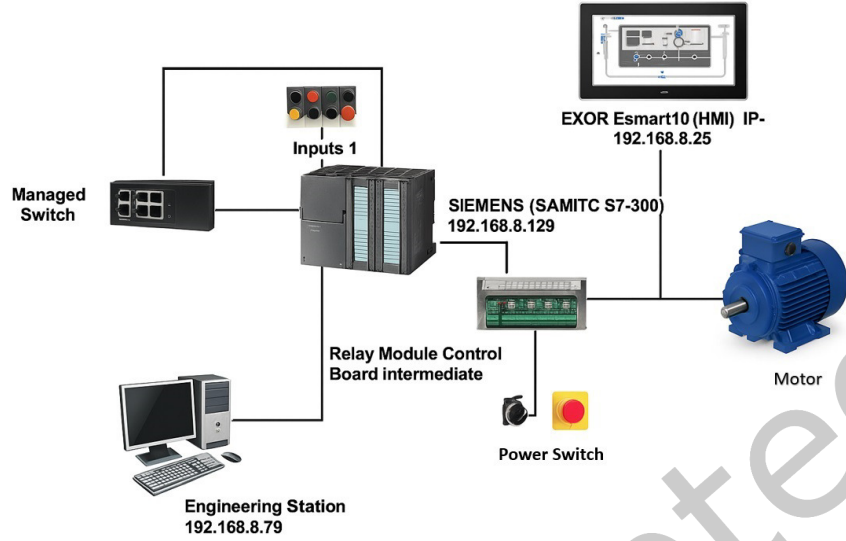 EXOR Esmart10 (HMI) IP-
192.168.8.25
Inputs 1
Managed
Switch
SIEMENS (SAMITC S7-300)
192.168.8.129
Relay Module Control
Board intermediate
Motor
Power Switch
Engineering Station
192.168.8.79